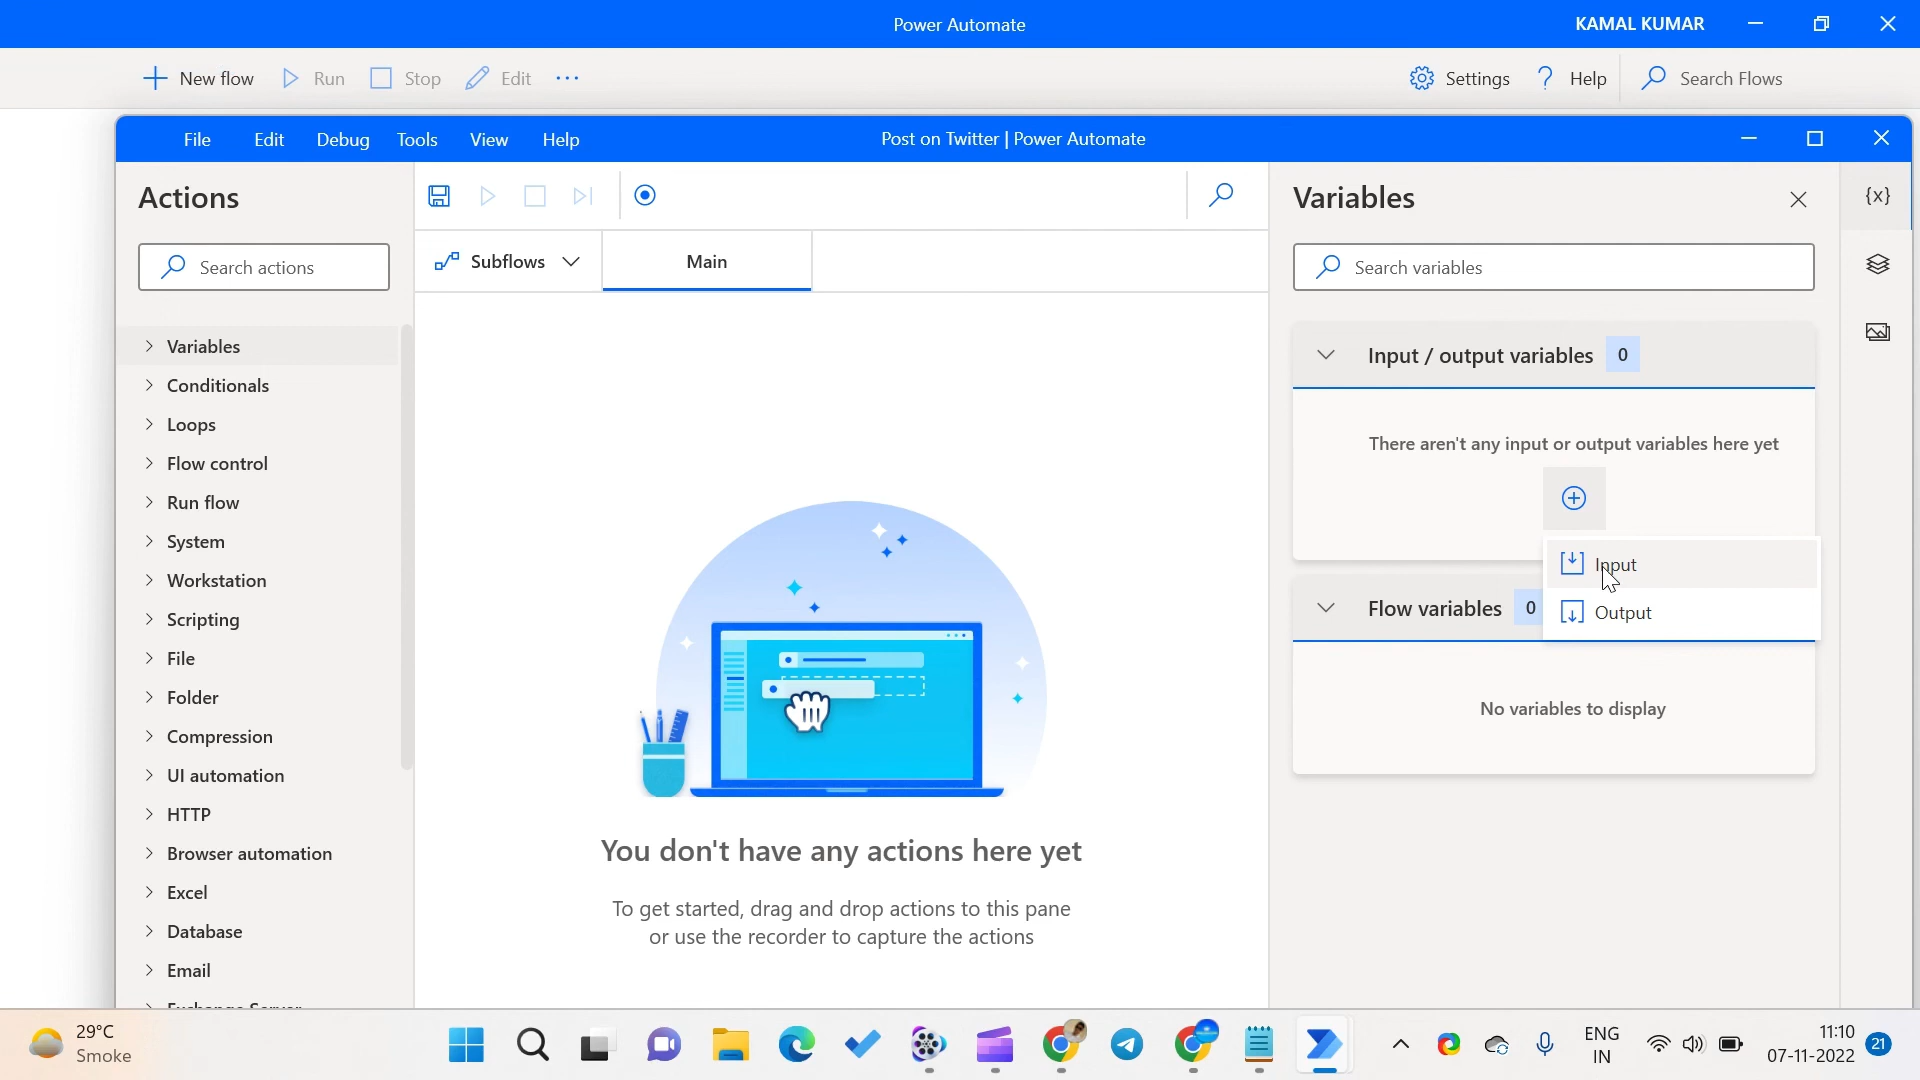 Power Automate
KAMAL KUMAR
New flow
Run
Stop
Edit
Settings
Help
Search Flows
File
Edit
Debug
Tools
View
Help
Post on Twitter | Power Automate
Actions
Search actions
Variables
Conditionals
Loops
Flow control
Run flow
System
Workstation
Scripting
File
Folder
Compression
UI automation
HTTP
Browser automation
Excel
Database
Email
Subflows
Main
You don't have any actions here yet
To get started, drag and drop actions to this pane
or use the recorder to capture the actions
Variables
{x}
Search variables
Input / output variables 0
There aren't any input or output variables here yet
Input
Output
Flow variables 0
No variables to display
29°C
Smoke
ENG
IN
11:10
07-11-2022
21